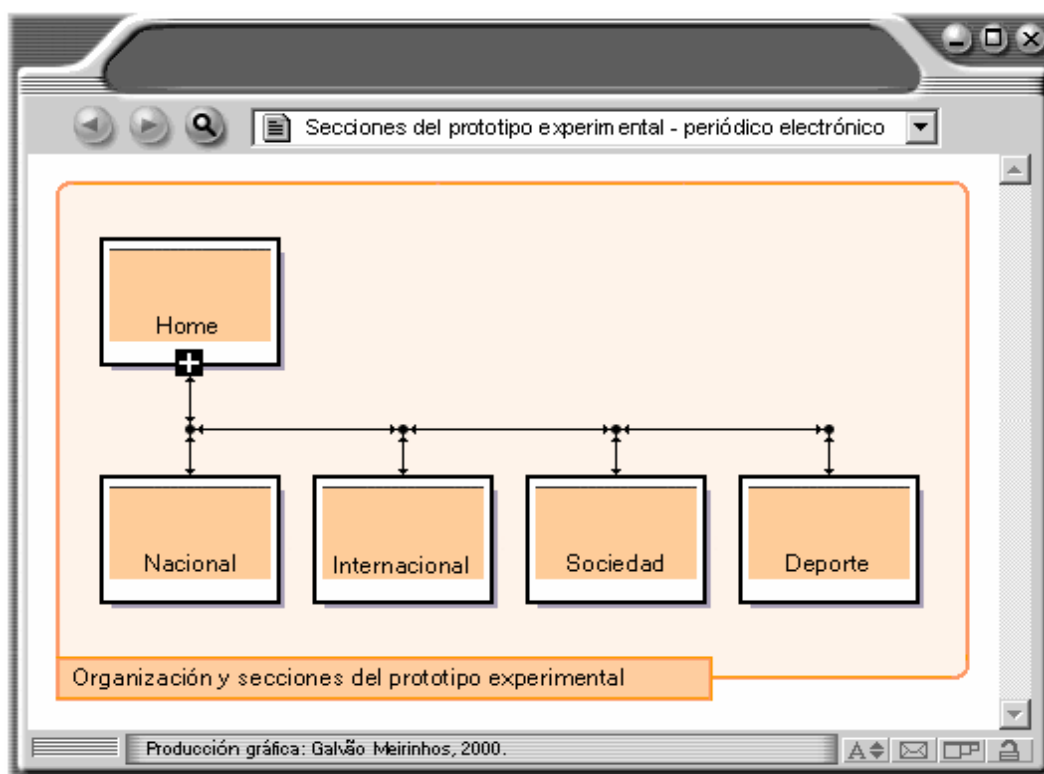 Secciones del prototipo experimental - periódico electrónico
Home
Nacional
Internacional
Sociedad
Deporte
Organización y secciones del prototipo experimental
Producción gráfica: Galvão Meirinhos, 2000.
A